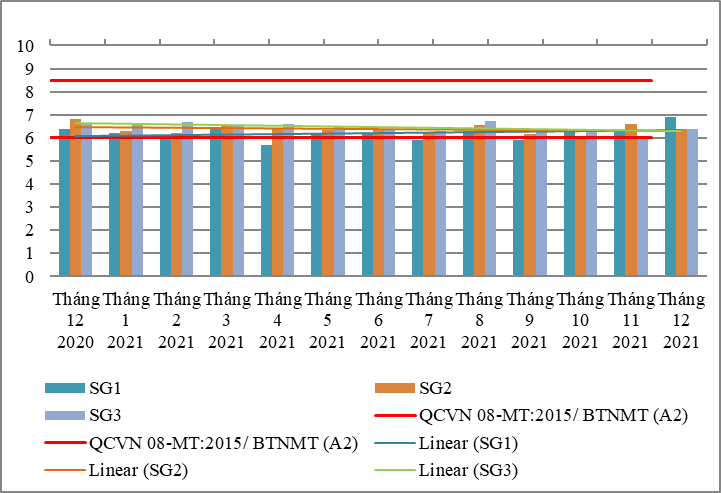 10
9
8
7
6
5
4
3
2
1
0
Tháng Tháng Tháng Tháng Tháng Tháng Tháng Tháng Tháng Tháng Tháng Tháng Tháng
12 1 2 3 4 5 6 7 8 9 10 11 12
2020 2021 2021 2021 2021 2021 2021 2021 2021 2021 2021 2021 2021
SG1 SG2
SG3 QCVN 08-MT:2015/ BTNMT (A2)
QCVN 08-MT:2015/ BTNMT (A2) Linear (SG1)
Linear (SG2) Linear (SG3)